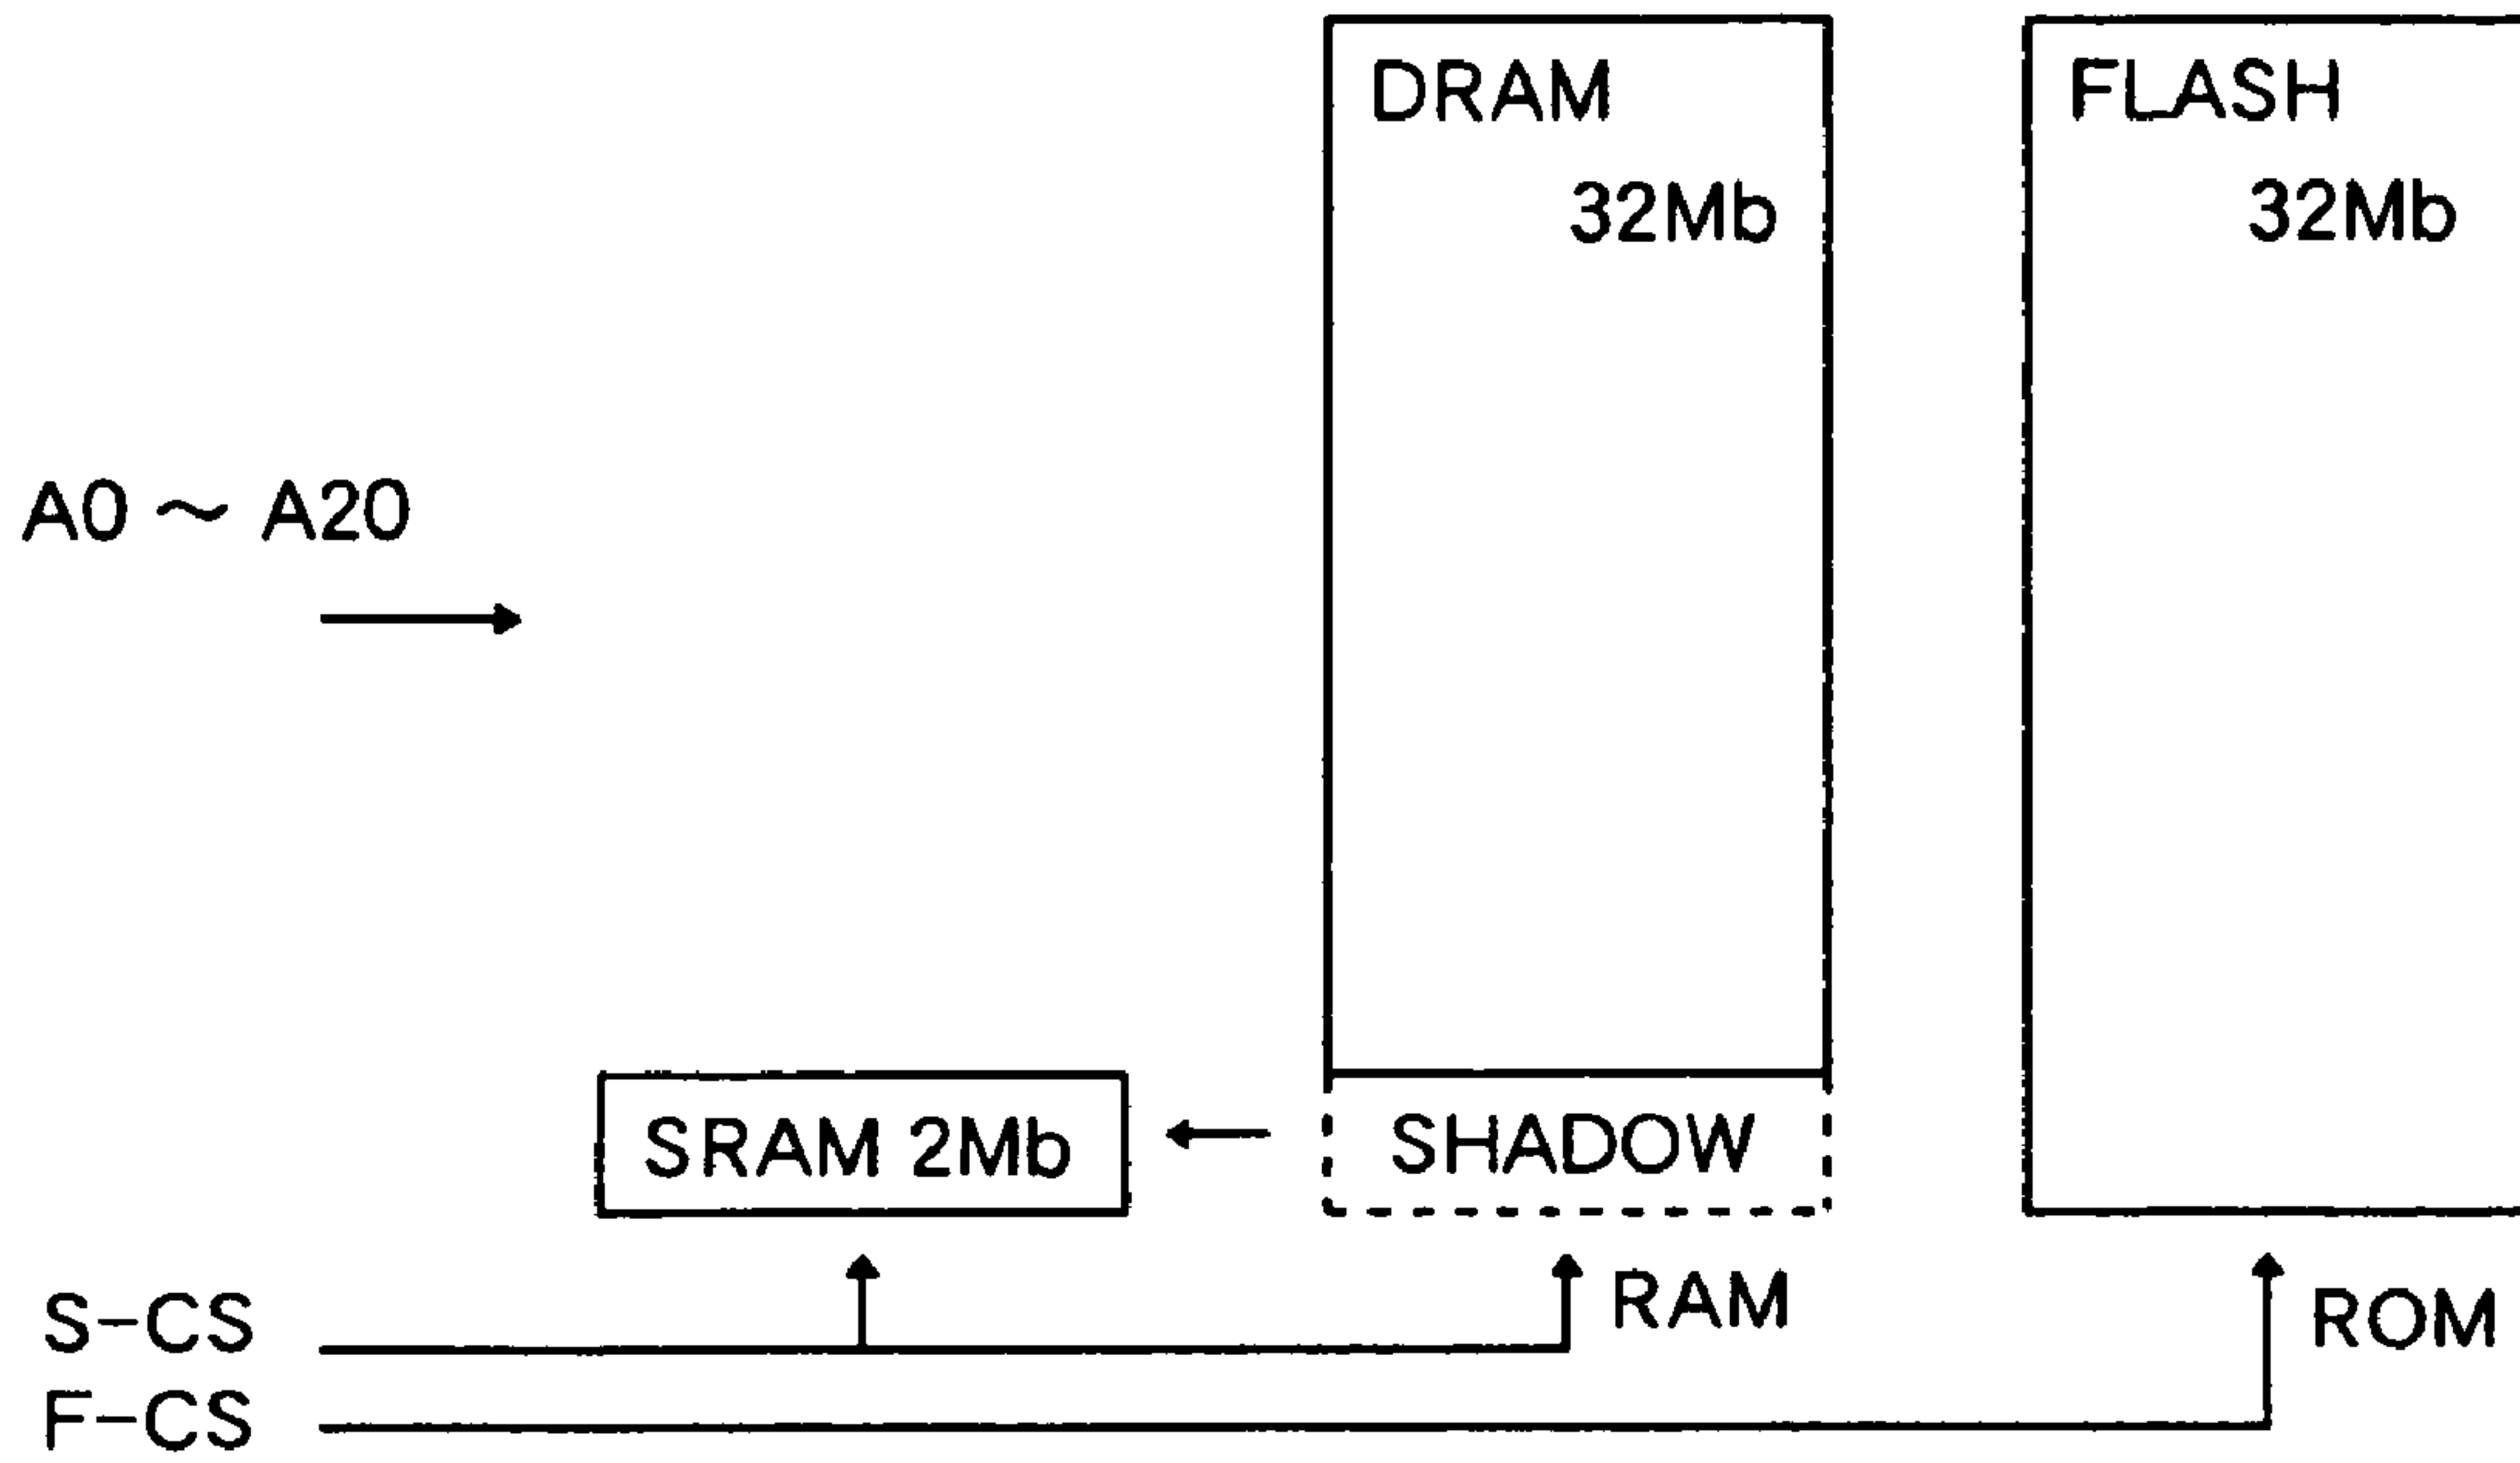 DRAM
32Mb
FLASH
32Mb
A0 ~ A20
SRAM 2Mb
SHADOW
RAM
ROM
S-CS
F-CS